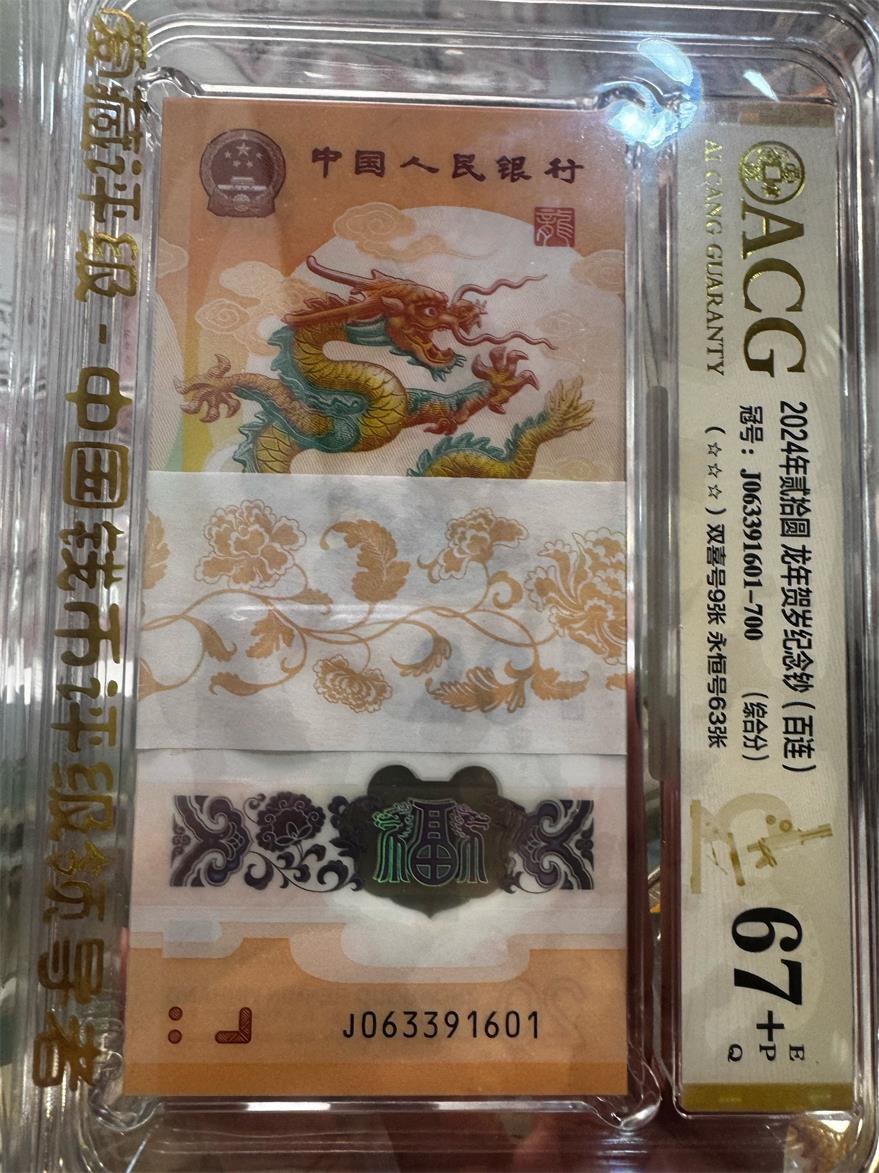 爱藏评级-中国钱币评级领导者
中国人民银行
龍
福
J063391601
ACG
AI CANG GUARANTY
2024年贰拾圆 龙年贺岁纪念钞（百连）
冠号：J063391601-700 （综合分）
（☆☆☆）双喜号9张 永恒号63张
67+
E
P
Q